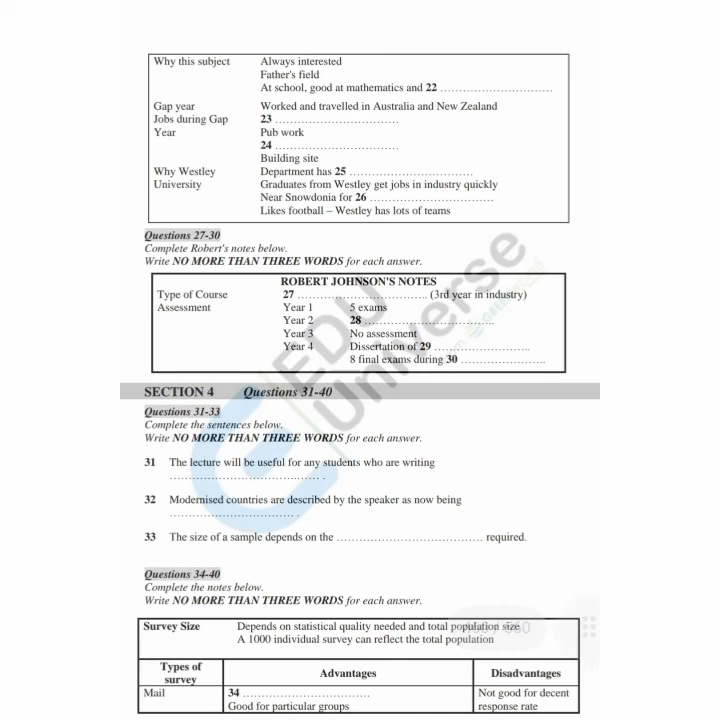 Why this subject Always interested
Father's field
At school, good at mathematics and 22 …………………………
Gap year Worked and travelled in Australia and New Zealand
Jobs during Gap 23 ……………………………
Year Pub work
24 ……………………………
Building site
Why Westley Department has 25 ……………………………
University Graduates from Westley get jobs in industry quickly
Near Snowdonia for 26 ……………………………
Likes football – Westley has lots of teams
Questions 27-30
Complete Robert's notes below.
Write NO MORE THAN THREE WORDS for each answer.
ROBERT JOHNSON'S NOTES
Type of Course 27 …………………………….. (3rd year in industry)
Assessment Year 1 5 exams
Year 2 28 ……………………………..
Year 3 No assessment
Year 4 Dissertation of 29 ……………………..
8 final exams during 30 …………………..
EDU
Universe
SECTION 4 Questions 31-40
Questions 31-33
Complete the sentences below.
Write NO MORE THAN THREE WORDS for each answer.
31 The lecture will be useful for any students who are writing
……………………………..…… .
32 Modernised countries are described by the speaker as now being
…………………………… .
33 The size of a sample depends on the ………………………………… required.
Questions 34-40
Complete the notes below.
Write NO MORE THAN THREE WORDS for each answer.
Survey Size Depends on statistical quality needed and total population size
A 1000 individual survey can reflect the total population
Types of survey Advantages Disadvantages
Mail 34 …………………………… Not good for decent
Good for particular groups response rate